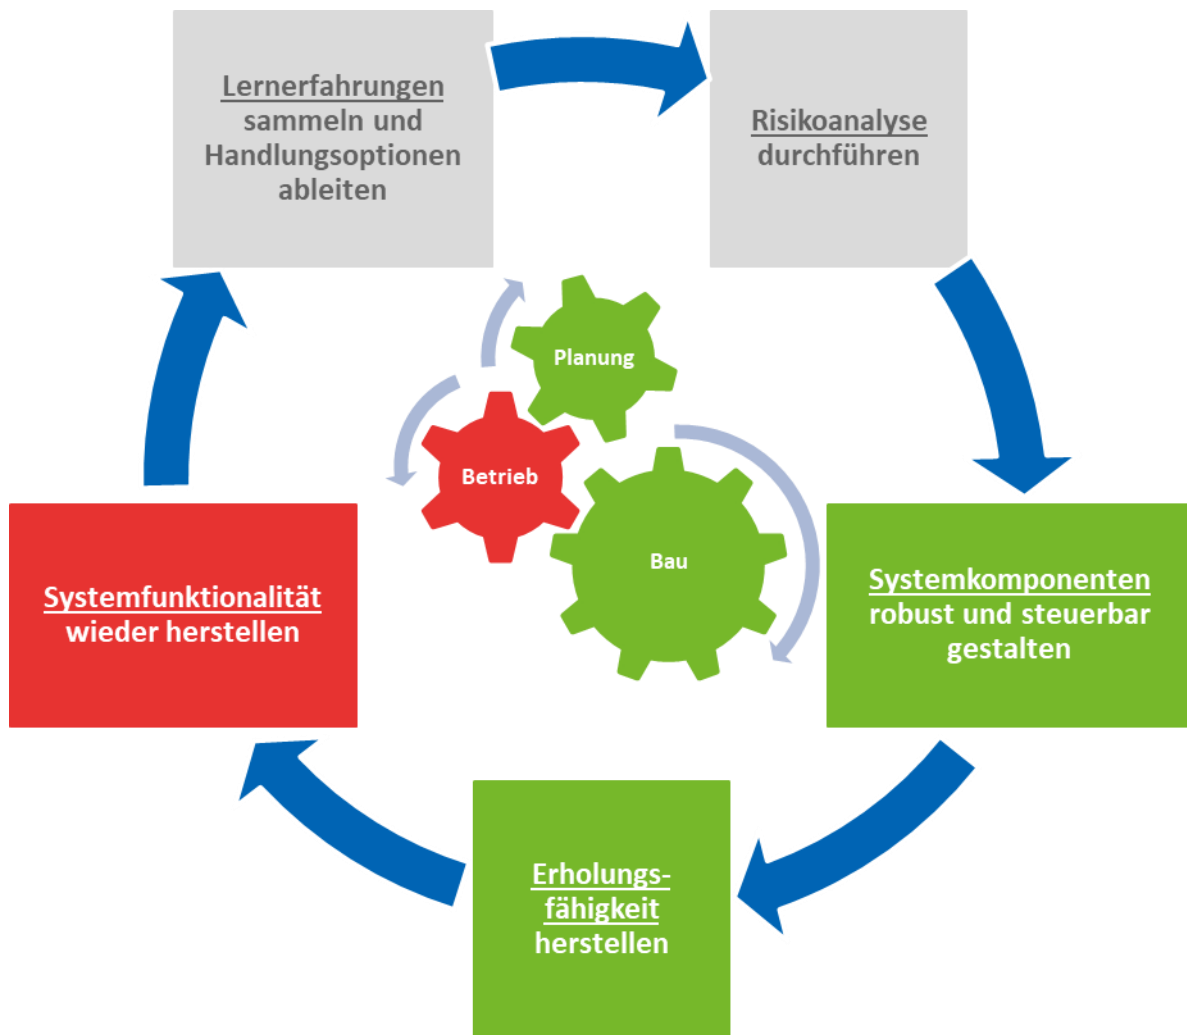 Lernerfahrungen
sammeln und
Handlungsoptionen
ableiten
Risikoanalyse
durchführen
Planung
Betrieb
Bau
Systemfunktionalität
wieder herstellen
Systemkomponenten
robust und steuerbar
gestalten
Erholungs-
fähigkeit
herstellen